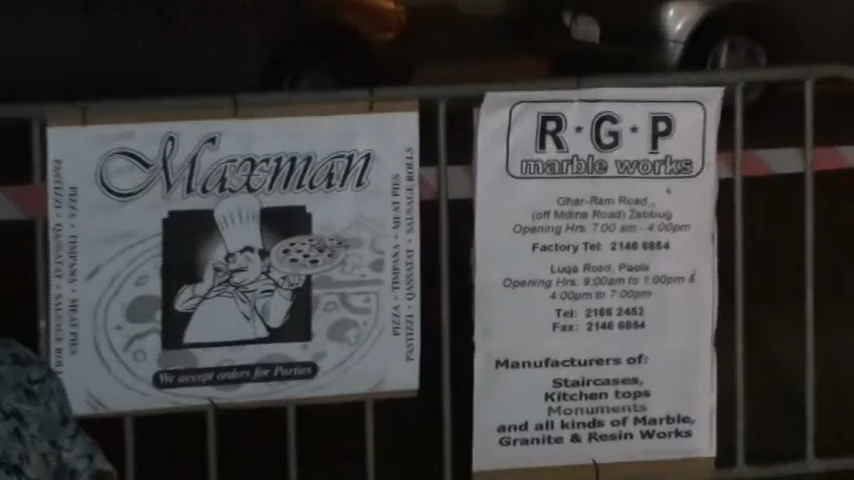 Maxman
PASTIZZI • QASSATAT • SAUSAGE ROLLS
PIZZA • TIMPANA • MEAT PIES
PIZZA • TIMPANA • MEAT PIES
PASTIZZI • QASSATAT • SAUSAGE ROLLS
We accept orders for Parties
R★G★P
marble works
Ghar-Ram Road,
(off Mdina Road) Zebbug
Opening Hrs: 7:00 am - 4:00pm
Factory Tel: 2146 6854
Luqa Road, Paola
Opening Hrs: 9:00am to 1:00pm &
4:00pm to 7:00pm
Tel: 2166 2452
Fax: 2146 6854
Manufacturers of:
Staircases,
Kitchen tops
Monuments
and all kinds of Marble,
Granite & Resin Works